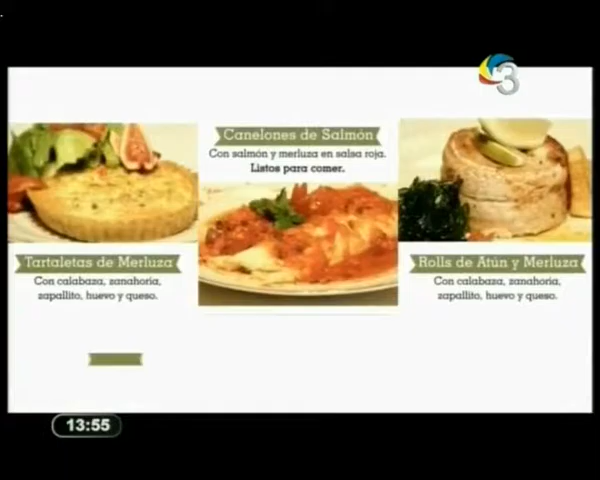 3
Canelones de Salmón
Con salmón y merluza en salsa roja.
Listos para comer.
Tartaletas de Merluza
Con calabaza, zanahoria,
zapallito, huevo y queso.
Rolls de Atún y Merluza
Con calabaza, zanahoria,
zapallito, huevo y queso.
13:55